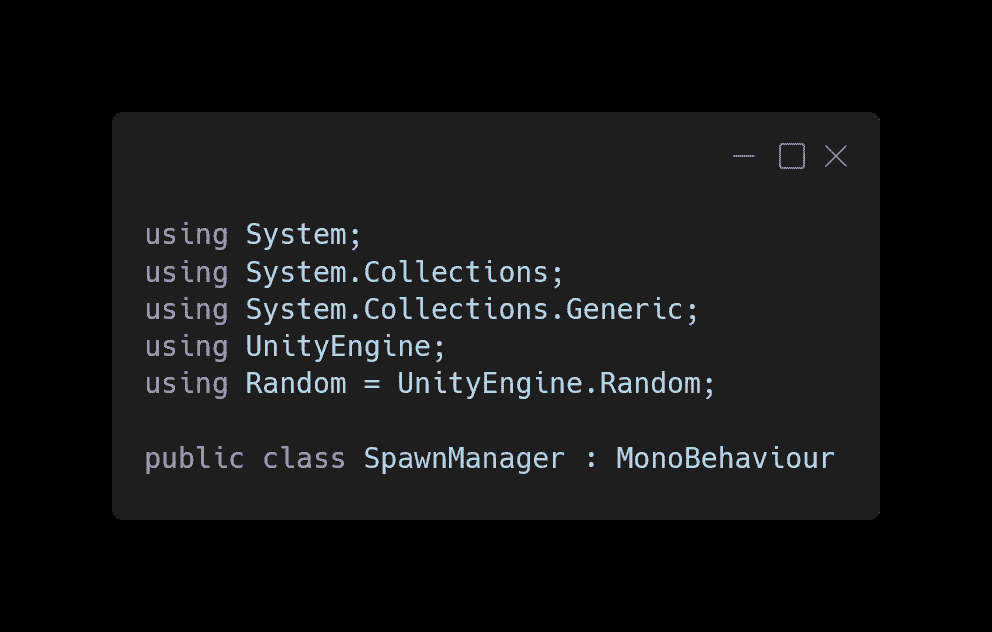 using System;
using System.Collections;
using System.Collections.Generic;
using UnityEngine;
using Random = UnityEngine.Random;
public class SpawnManager : MonoBehaviour